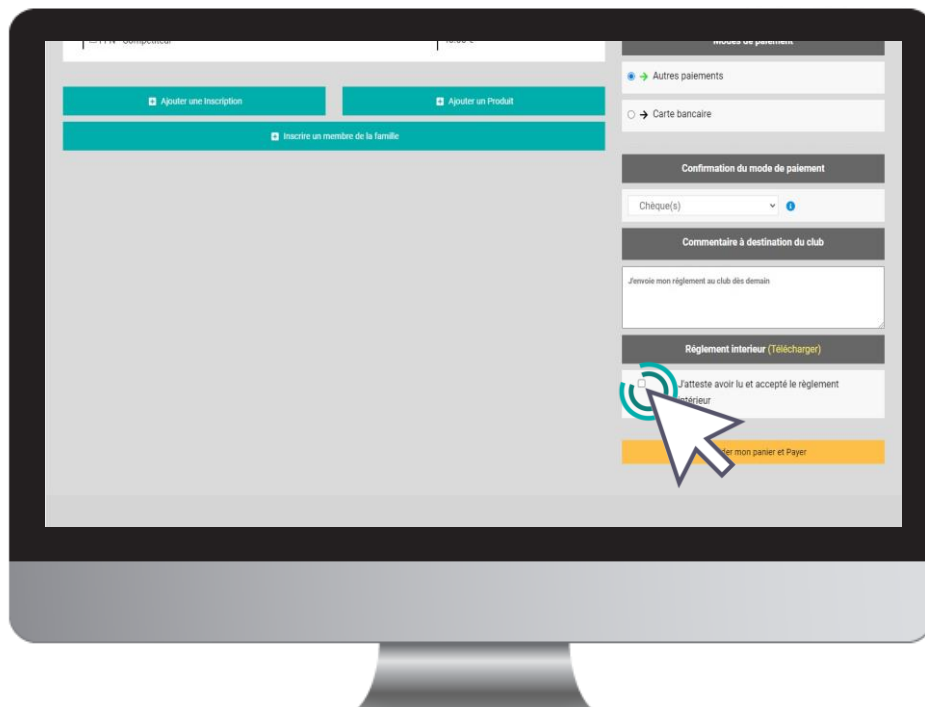 Modes de paiement
Autres paiements
Ajouter une Inscription
Ajouter un Produit
Carte bancaire
Inscrire un membre de la famille
Confirmation du mode de paiement
Chèque(s)
Commentaire à destination du club
J'envoie mon réglement au club dès demain
Règlement interieur (Télécharger)
J'atteste avoir lu et accepté le règlement
intérieur
mon panier et Payer